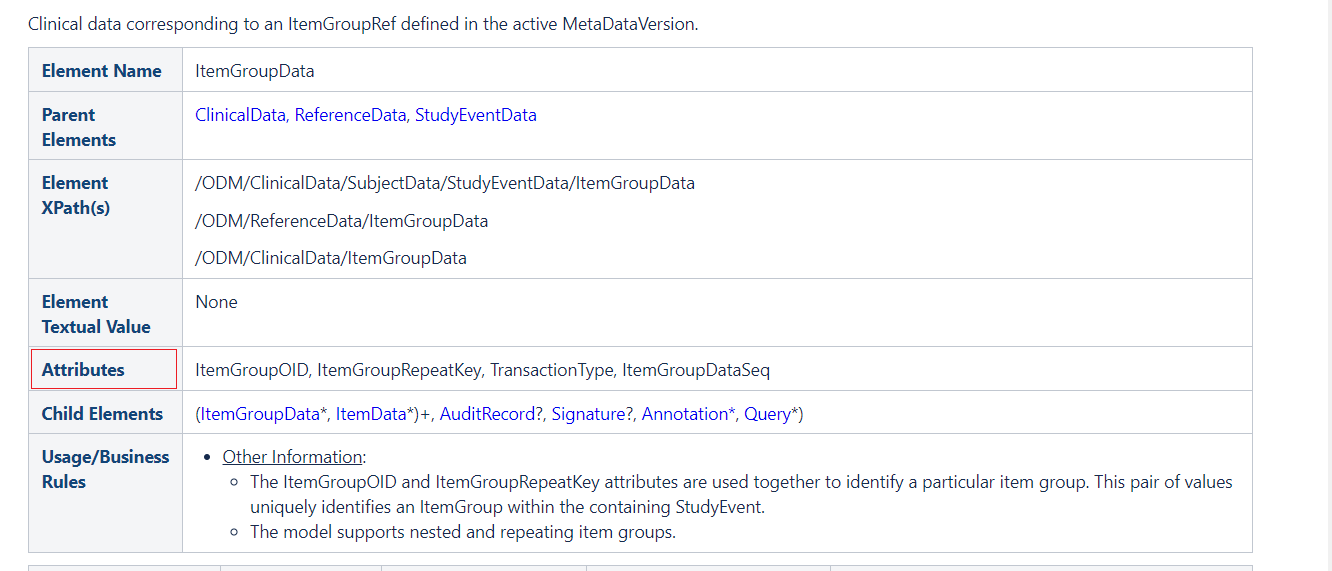 Clinical data corresponding to an ItemGroupRef defined in the active MetaDataVersion.
Element Name ItemGroupData
Parent Elements ClinicalData, ReferenceData, StudyEventData
Element XPath(s) /ODM/ClinicalData/SubjectData/StudyEventData/ItemGroupData
/ODM/ReferenceData/ItemGroupData
/ODM/ClinicalData/ItemGroupData
Element Textual Value None
Attributes ItemGroupOID, ItemGroupRepeatKey, TransactionType, ItemGroupDataSeq
Child Elements (ItemGroupData*, ItemData*)+, AuditRecord?, Signature?, Annotation*, Query*)
Usage/Business Rules
• Other Information:
◦ The ItemGroupOID and ItemGroupRepeatKey attributes are used together to identify a particular item group. This pair of values
uniquely identifies an ItemGroup within the containing StudyEvent.
◦ The model supports nested and repeating item groups.